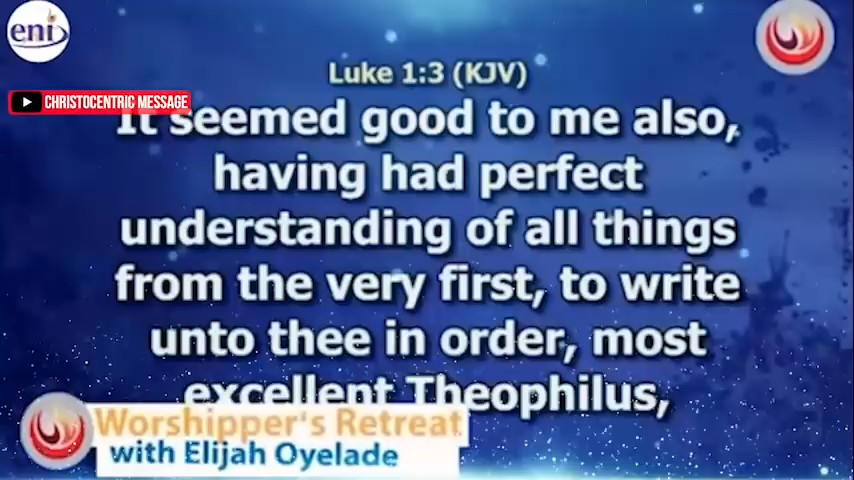 eni
Luke 1:3 (KJV)
CHRISTOCENTRIC MESSAGE
It seemed good to me also,
having had perfect
understanding of all things
from the very first, to write
unto thee in order, most
excellent Theophilus,
Worshipper's Retreat
with Elijah Oyelade